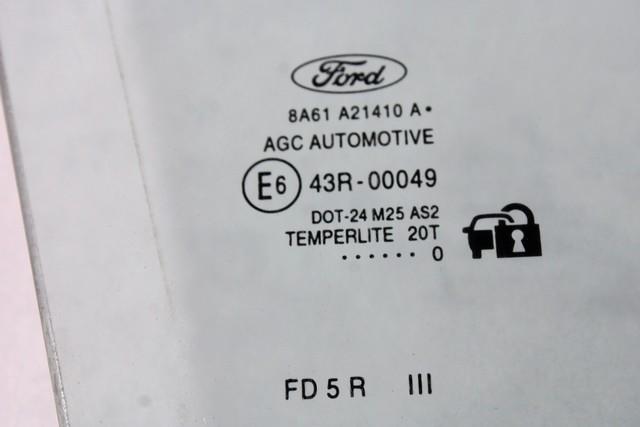 Ford
8A61 A21410 A•
AGC AUTOMOTIVE
E6 43R-00049
DOT-24 M25 AS2
TEMPERLITE 20T
•••••• 0
FD 5 R III